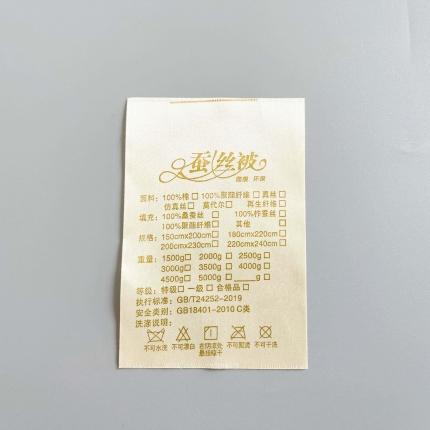 蚕丝被
健康 环保
面料：100%棉□ 100%聚酯纤维□ 真丝□
仿真丝□ 莫代尔□ 再生纤维□
填充：100%桑蚕丝 □ 100%柞蚕丝 □
100%聚酯纤维□ 其他 □
规格：150cmx200cm□ 180cmx220cm□
200cmx230cm□ 220cmx240cm□
重量：1500g□ 2000g □ 2500g□
3000g□ 3500g □ 4000g□
4500g□ 5000g □ ____g □
等级：特级□ 一级□ 合格品□
执行标准：GB/T24252-2019
安全类别：GB18401-2010 C类
洗涤说明：
不可水洗 不可漂白 在阴凉处悬挂晾干 不可熨烫 不可干洗